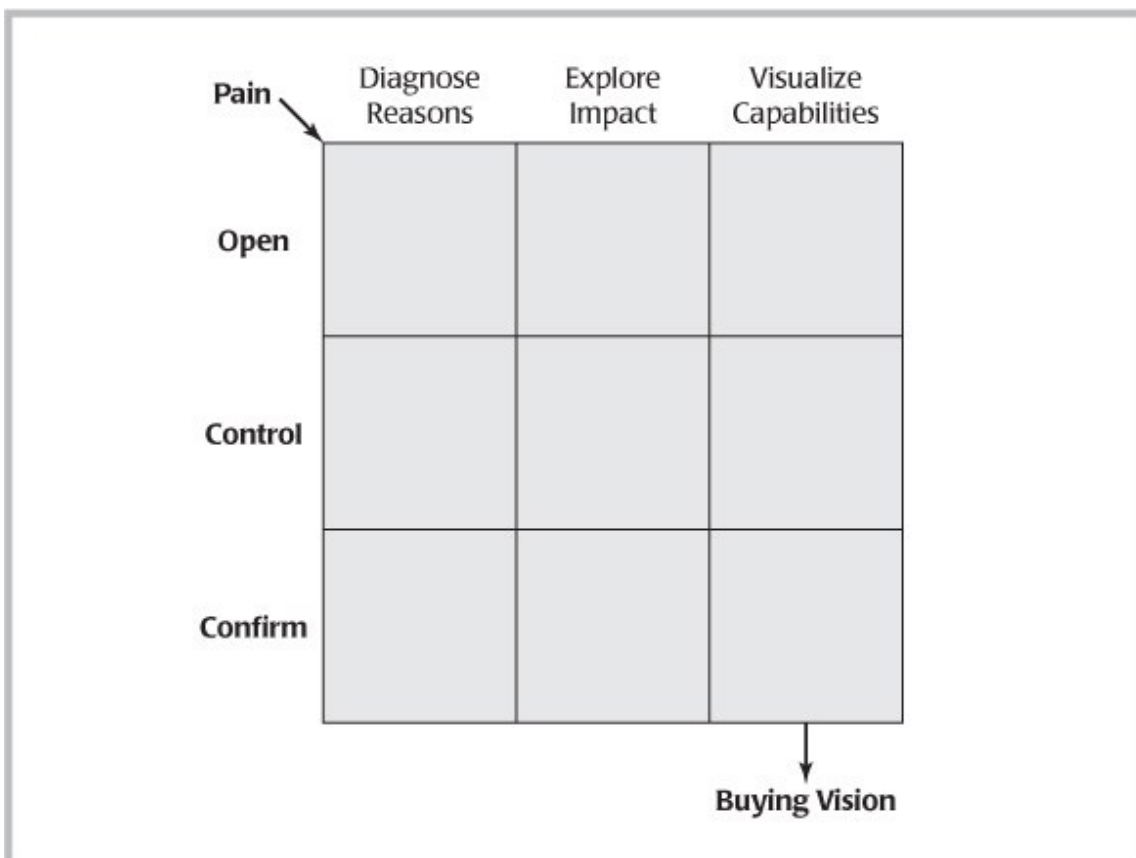 Pain
Diagnose
Reasons
Explore
Impact
Visualize
Capabilities
Open
Control
Confirm
Buying Vision